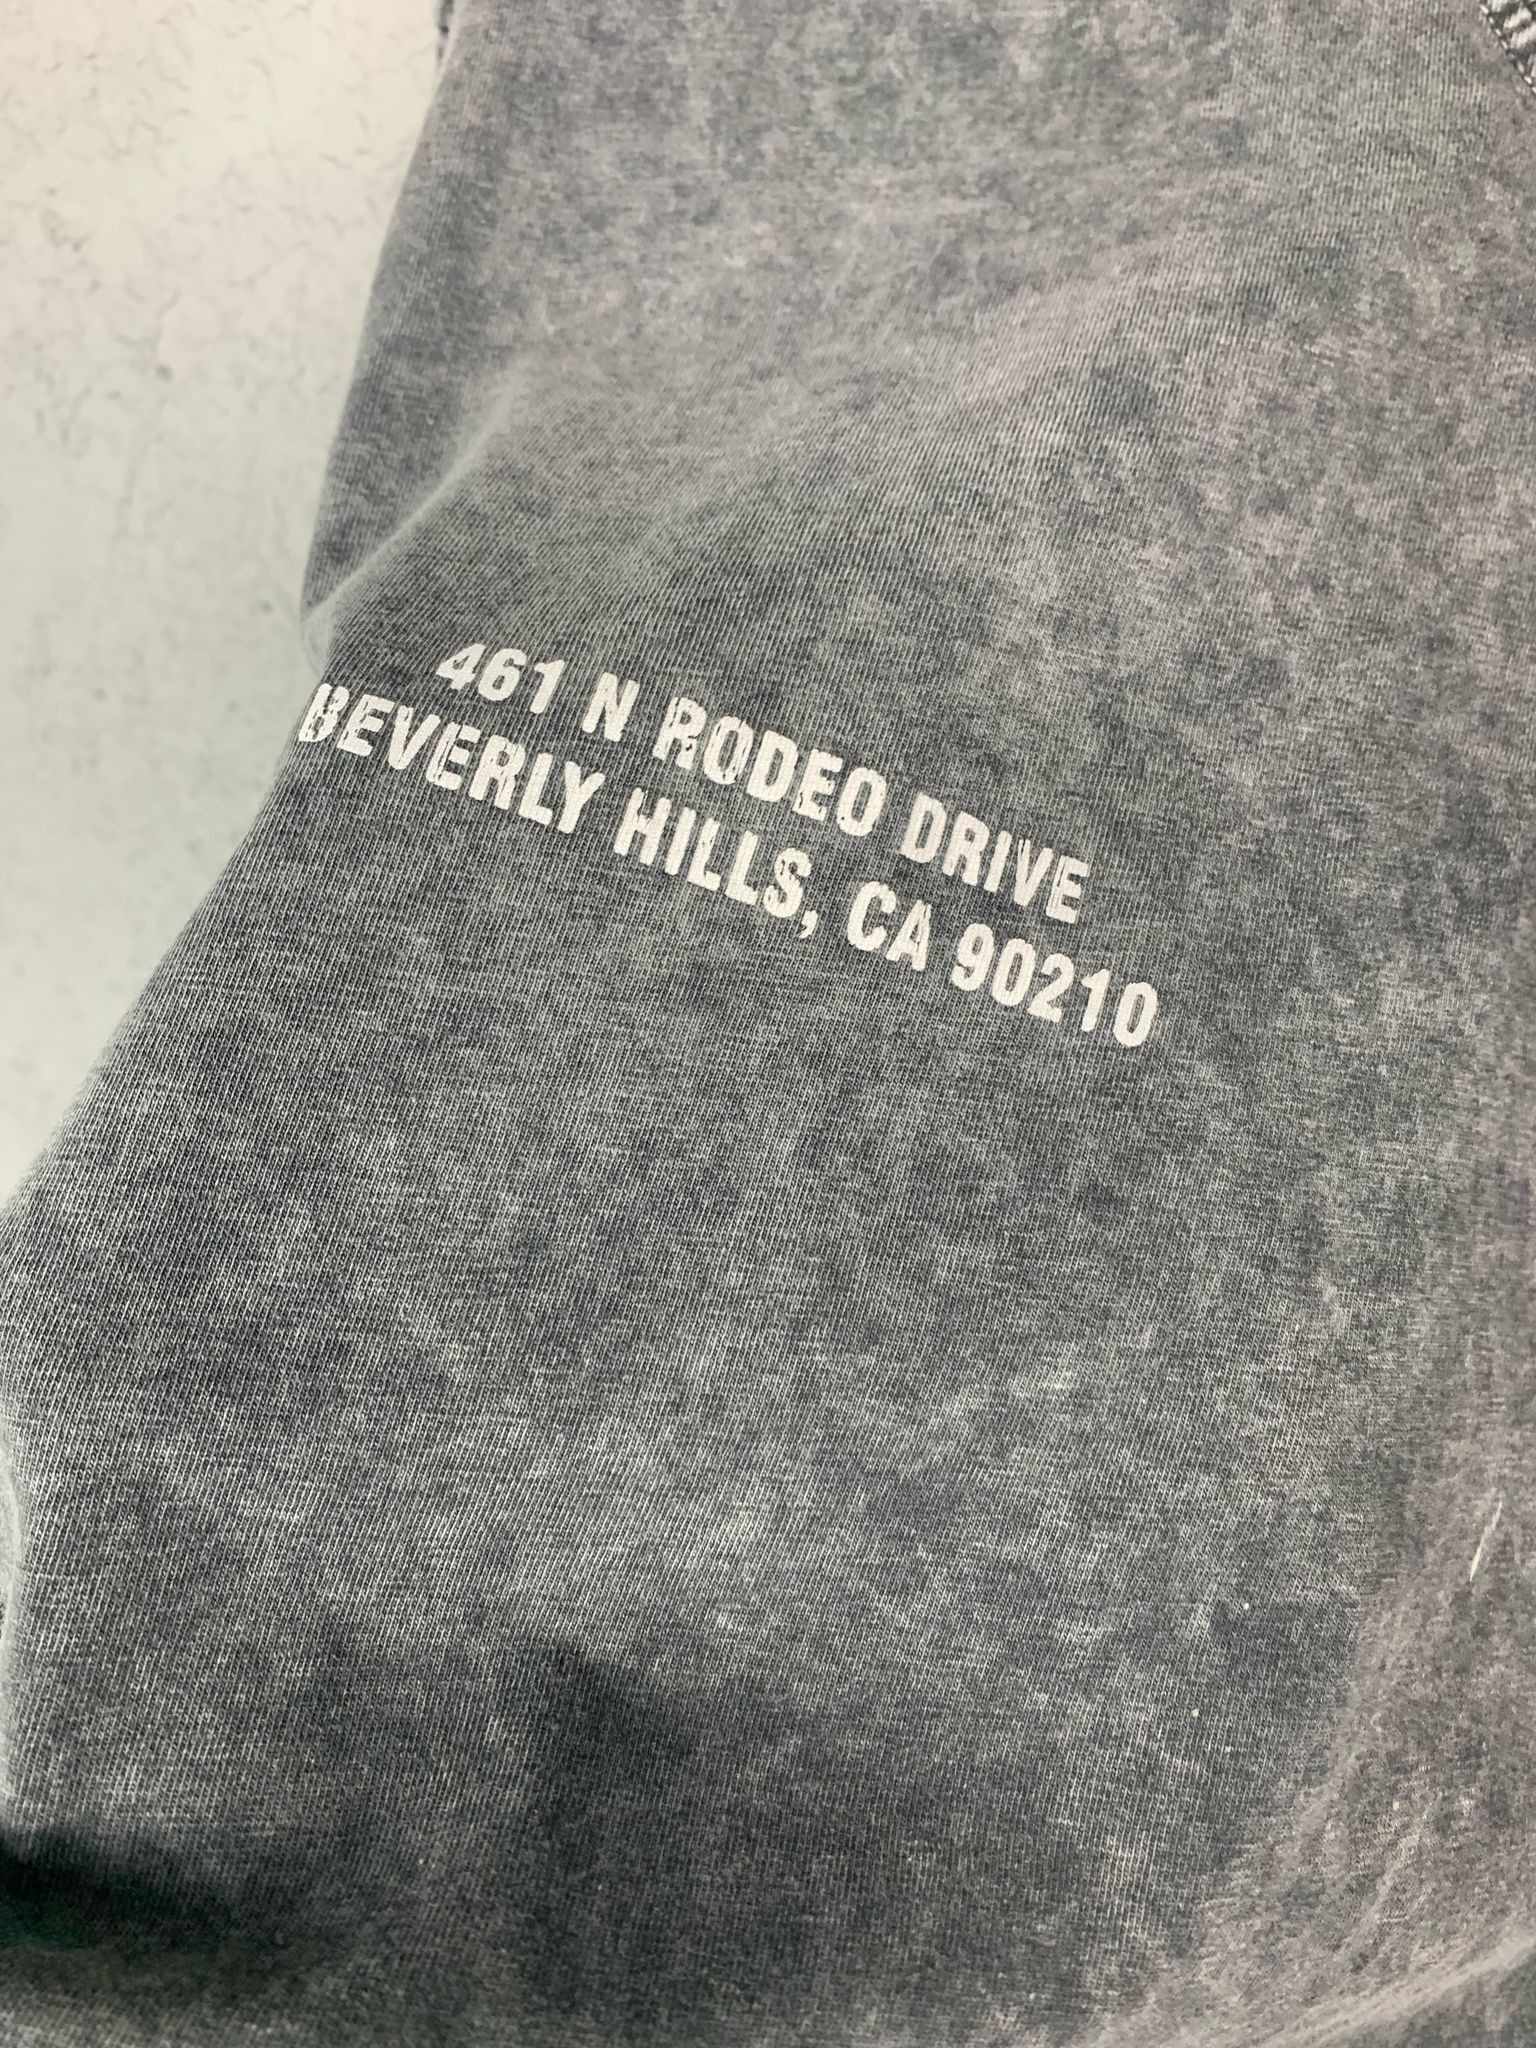 461 N RODEO DRIVE
BEVERLY HILLS, CA 90210